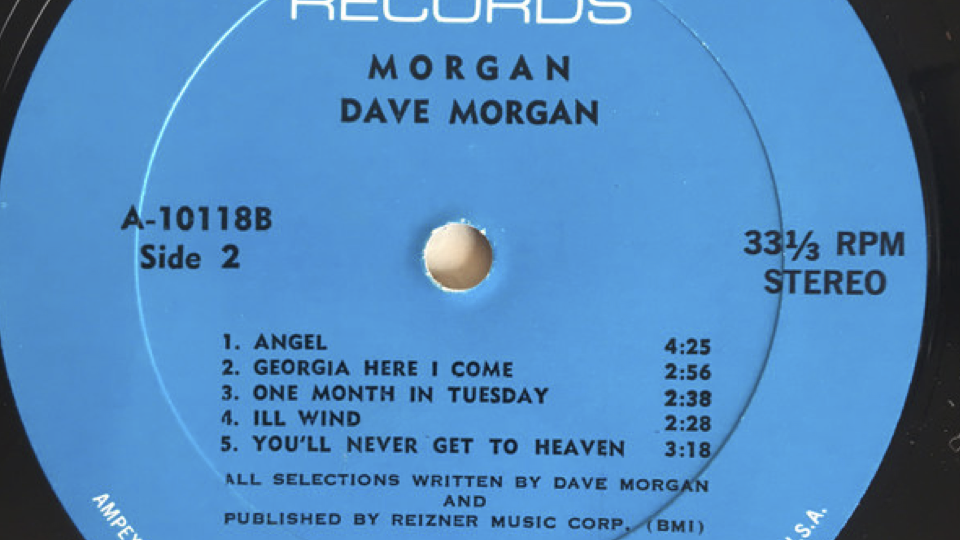 RECORDS
MORGAN
DAVE MORGAN
A-10118B
Side 2
33⅓ RPM
STEREO
1. ANGEL 4:25
2. GEORGIA HERE I COME 2:56
3. ONE MONTH IN TUESDAY 2:38
4. ILL WIND 2:28
5. YOU'LL NEVER GET TO HEAVEN 3:18
ALL SELECTIONS WRITTEN BY DAVE MORGAN
AND
PUBLISHED BY REIZNER MUSIC CORP. (BMI)
AMPEX
U.S.A.